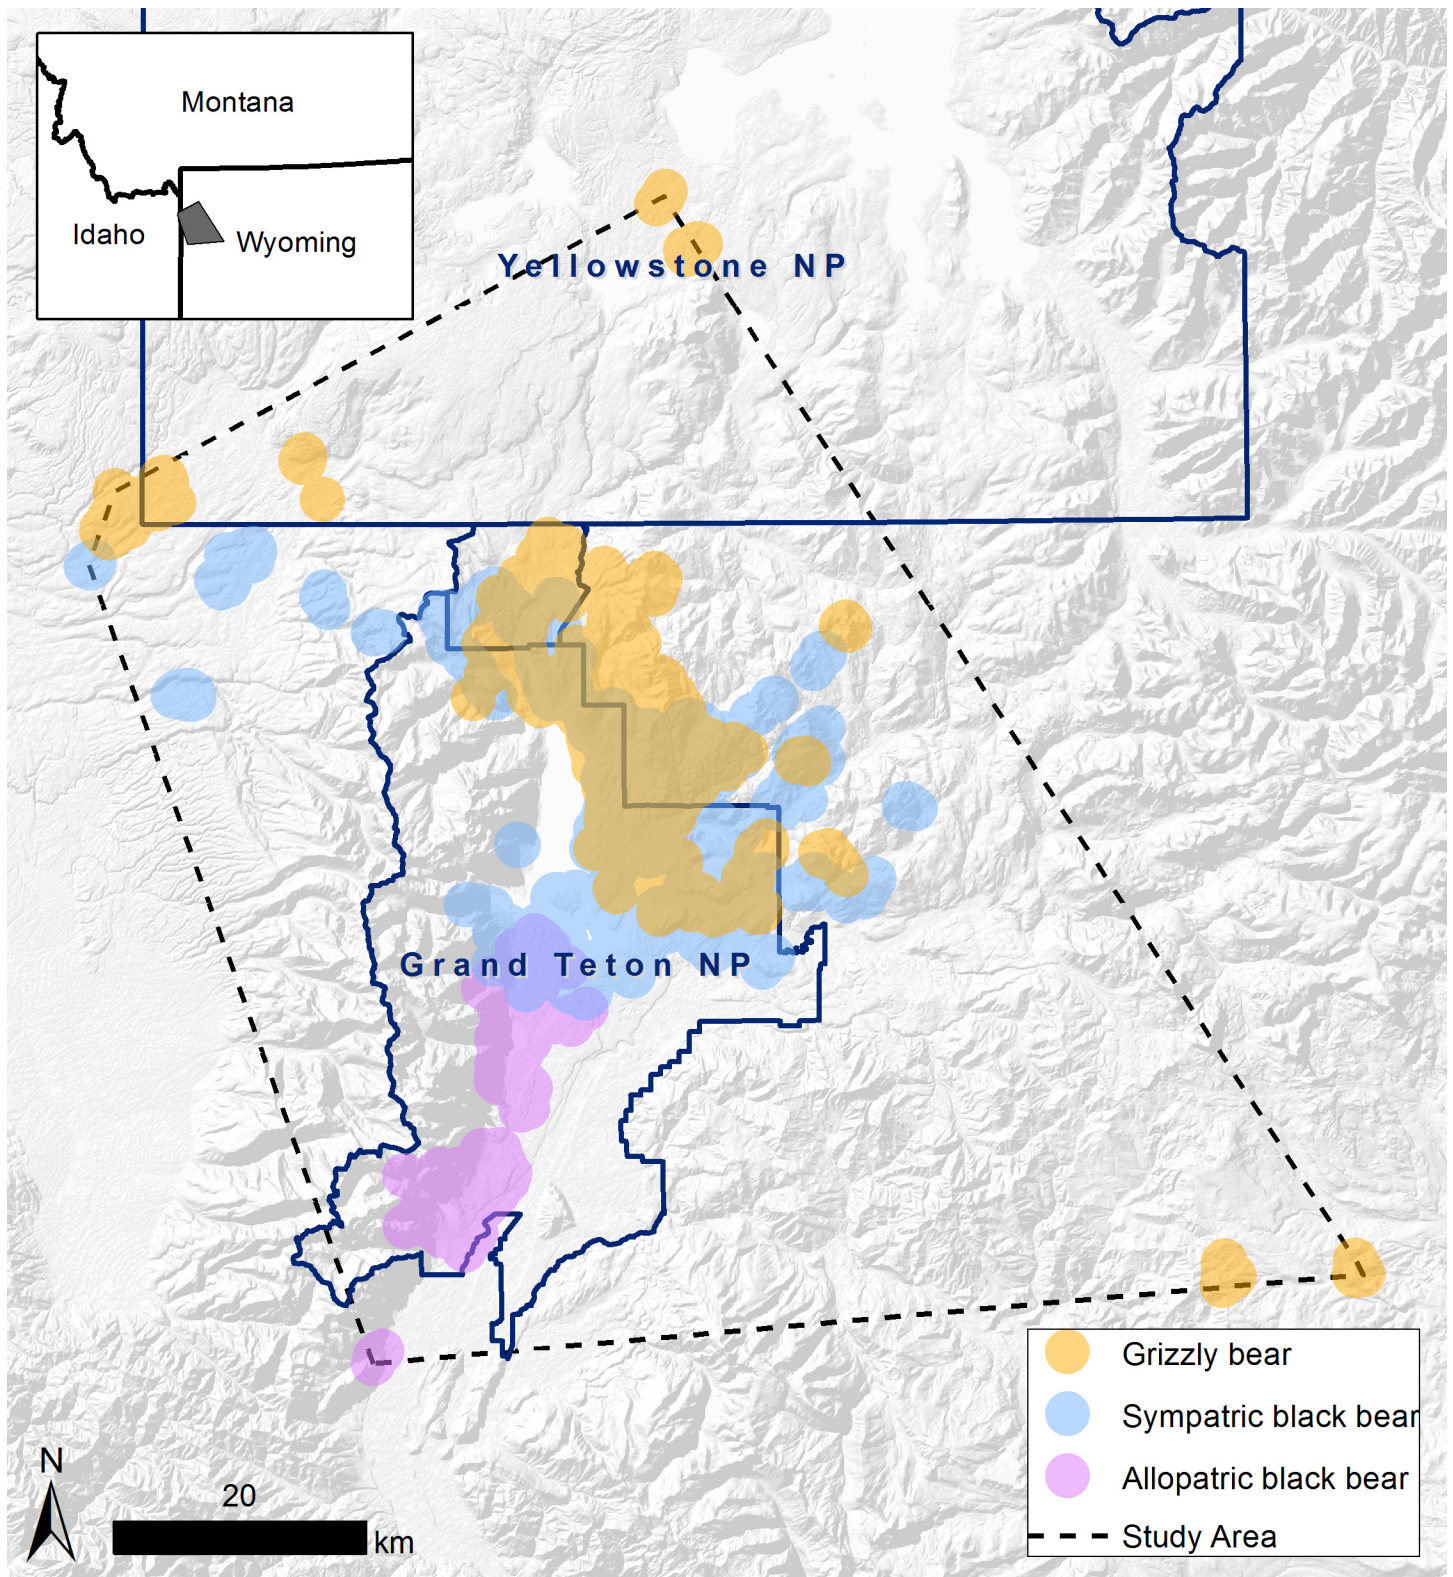 Montana
Idaho
Wyoming
Yellowstone NP
Grand Teton NP
Grizzly bear
Sympatric black bear
Allopatric black bear
Study Area
N
20
km